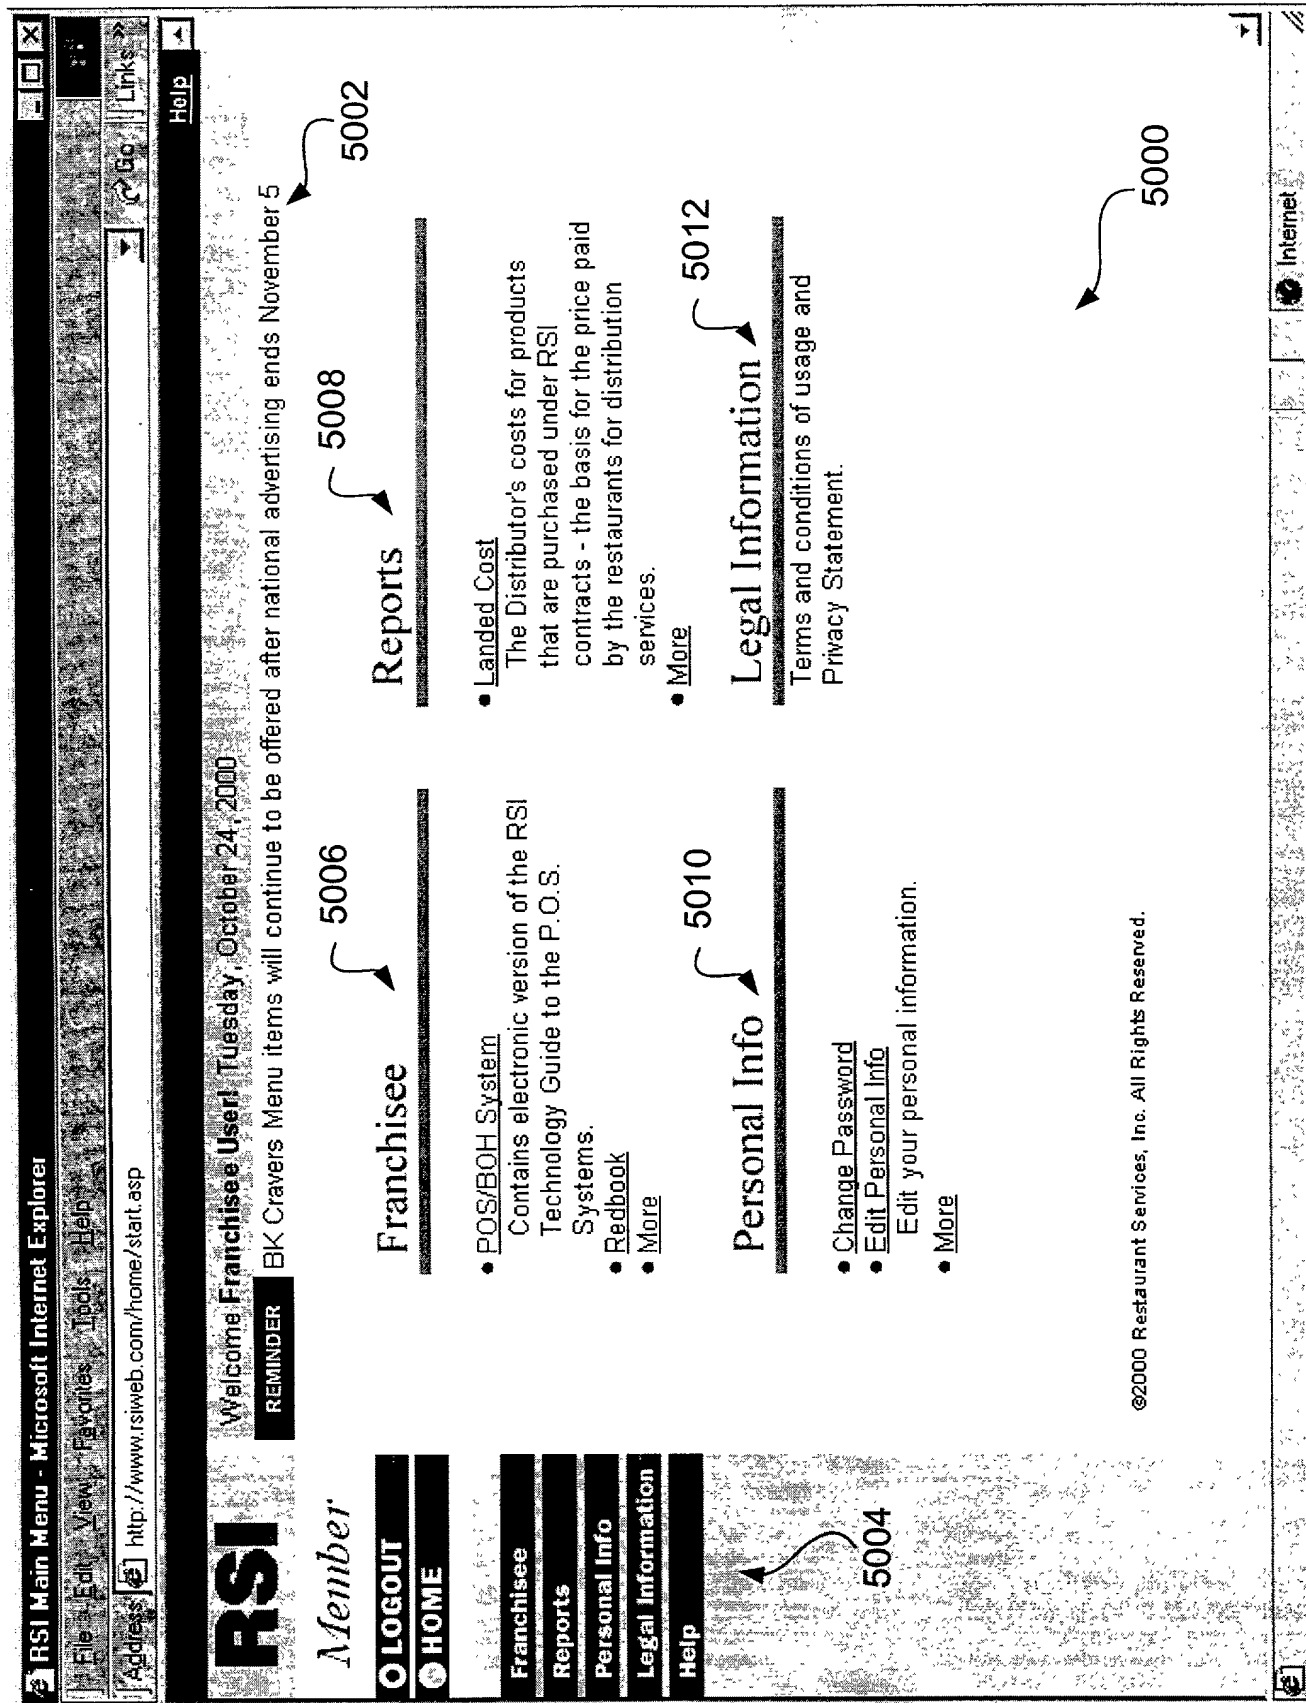 RSI Main Menu - Microsoft Internet Explorer
File Edit View Favorites Tools Help
Address http://www.rsiweb.com/home/start.asp Go Links »
Help
RSI
Welcome Franchisee User! Tuesday, October 24, 2000
REMINDER BK Cravers Menu items will continue to be offered after national advertising ends November 5
5002
Member
LOGOUT
HOME
Franchisee
Reports
Personal Info
Legal Information
Help
5004
5006
Franchisee
• POS/BOH System
Contains electronic version of the RSI
Technology Guide to the P.O.S.
Systems.
• Redbook
• More
5008
Reports
• Landed Cost
The Distributor's costs for products
that are purchased under RSI
contracts - the basis for the price paid
by the restaurants for distribution
services.
• More
5010
Personal Info
• Change Password
• Edit Personal Info
Edit your personal information.
• More
5012
Legal Information
Terms and conditions of usage and
Privacy Statement.
5000
©2000 Restaurant Services, Inc. All Rights Reserved.
Internet